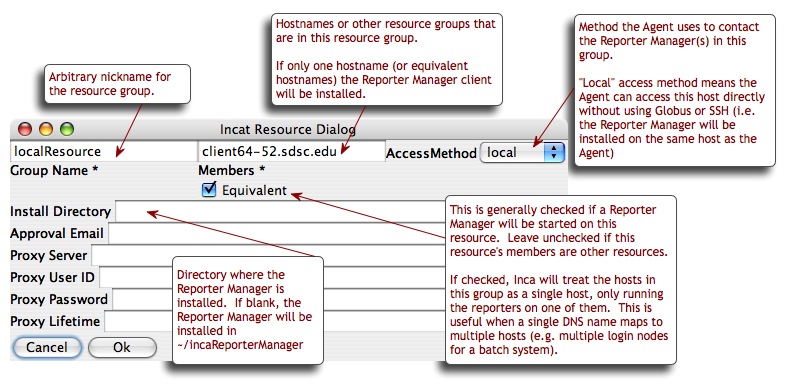 Arbitrary nickname for
the resource group.
Hostnames or other resource groups that
are in this resource group.
If only one hostname (or equivalent
hostnames) the Reporter Manager client
will be installed.
Method the Agent uses to contact
the Reporter Manager(s) in this
group.
"Local" access method means the
Agent can access this host directly
without using Globus or SSH (i.e.
the Reporter Manager will be
installed on the same host as the
Agent)
Incat Resource Dialog
localResource
client64-52.sdsc.edu
AccessMethod
local
Group Name *
Members *
Equivalent
Install Directory
Approval Email
Proxy Server
Proxy User ID
Proxy Password
Proxy Lifetime
Cancel
Ok
Directory where the
Reporter Manager is
installed. If blank, the
Reporter Manager will be
installed in
~/incaReporterManager
This is generally checked if a Reporter
Manager will be started on this
resource. Leave unchecked if this
resource's members are other resources.
If checked, Inca will treat the hosts in
this group as a single host, only running
the reporters on one of them. This is
useful when a single DNS name maps to
multiple hosts (e.g. multiple login nodes
for a batch system).